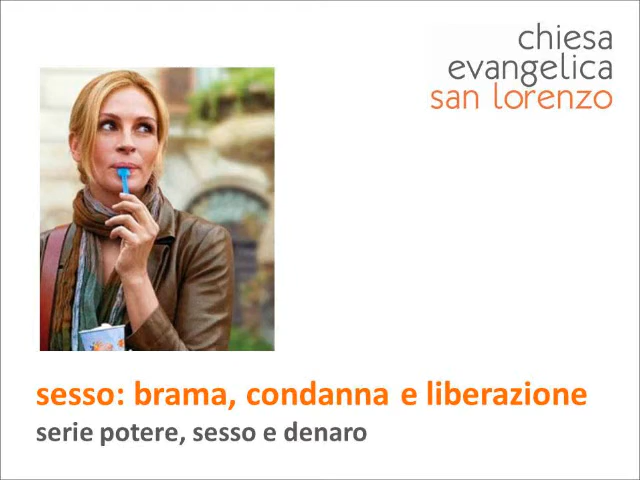 chiesa
evangelica
san lorenzo
sesso: brama, condanna e liberazione
serie potere, sesso e denaro